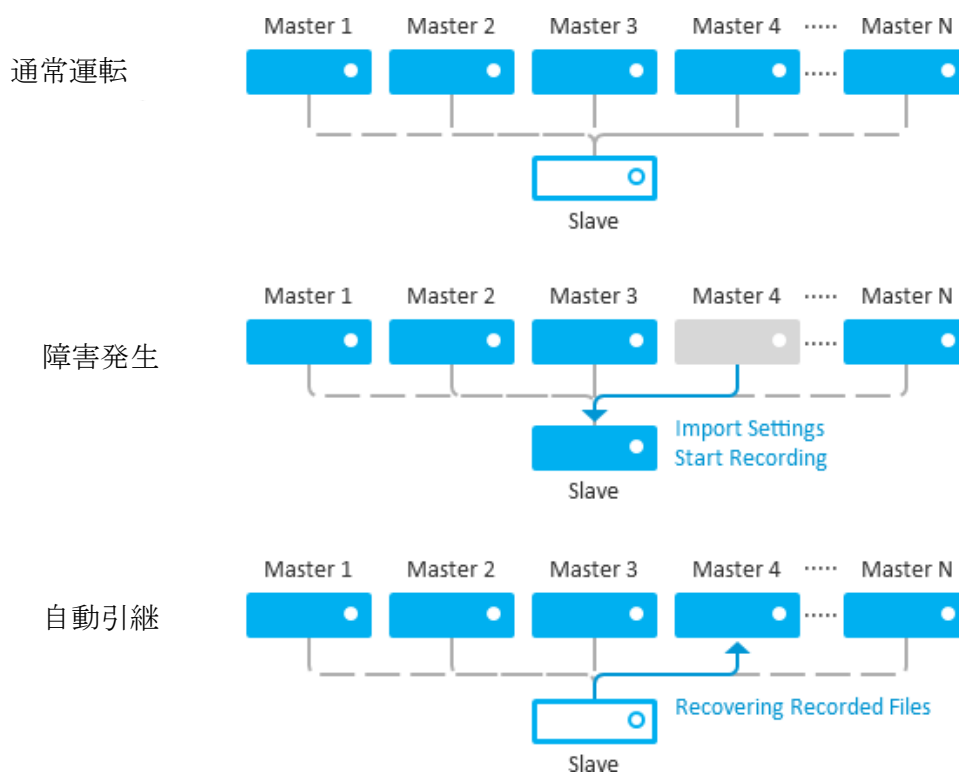 Master 1 Master 2 Master 3 Master 4 ····· Master N
通常運転
·····
Slave
Master 1 Master 2 Master 3 Master 4 ····· Master N
障害発生
·····
Import Settings
Start Recording
Slave
Master 1 Master 2 Master 3 Master 4 ····· Master N
自動引継
·····
Recovering Recorded Files
Slave